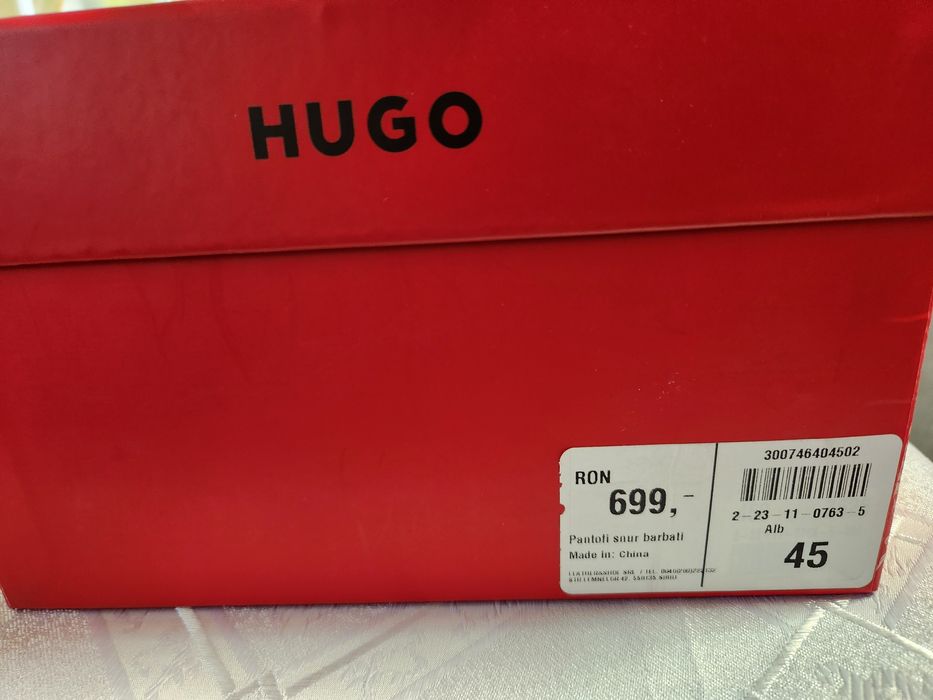 HUGO
RON
699,-
Pantofi snur barbati
Made in: China
300746404502
2-23-11-0763-5
Alb
45